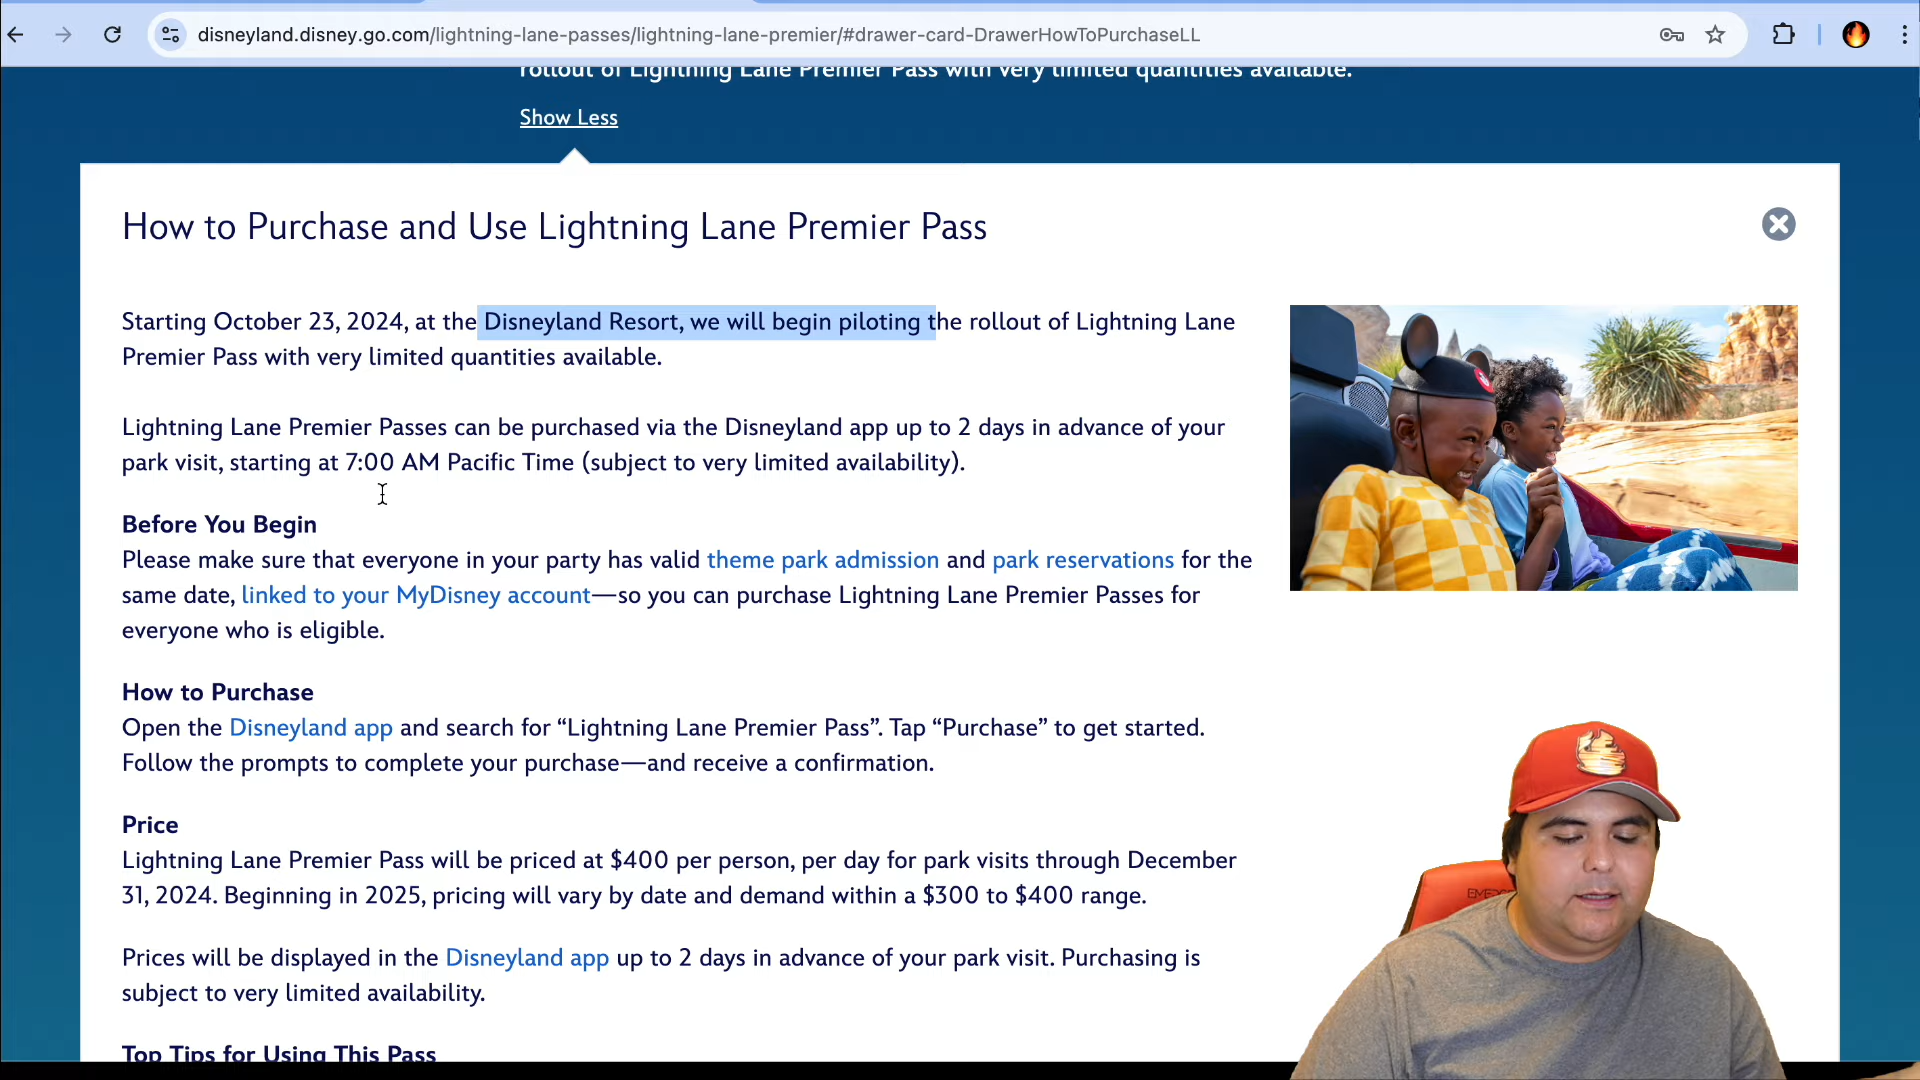 disneyland.disney.go.com/lightning-lane-passes/lightning-lane-premier/#drawer-card-DrawerHowToPurchaseLL
rollout of Lightning Lane Premier Pass with very limited quantities available.
Show Less
How to Purchase and Use Lightning Lane Premier Pass
Starting October 23, 2024, at the Disneyland Resort, we will begin piloting the rollout of Lightning Lane
Premier Pass with very limited quantities available.
Lightning Lane Premier Passes can be purchased via the Disneyland app up to 2 days in advance of your
park visit, starting at 7:00 AM Pacific Time (subject to very limited availability).
Before You Begin
Please make sure that everyone in your party has valid theme park admission and park reservations for the
same date, linked to your MyDisney account—so you can purchase Lightning Lane Premier Passes for
everyone who is eligible.
How to Purchase
Open the Disneyland app and search for “Lightning Lane Premier Pass”. Tap “Purchase” to get started.
Follow the prompts to complete your purchase—and receive a confirmation.
Price
Lightning Lane Premier Pass will be priced at $400 per person, per day for park visits through December
31, 2024. Beginning in 2025, pricing will vary by date and demand within a $300 to $400 range.
Prices will be displayed in the Disneyland app up to 2 days in advance of your park visit. Purchasing is
subject to very limited availability.
Top Tips for Using This Pass